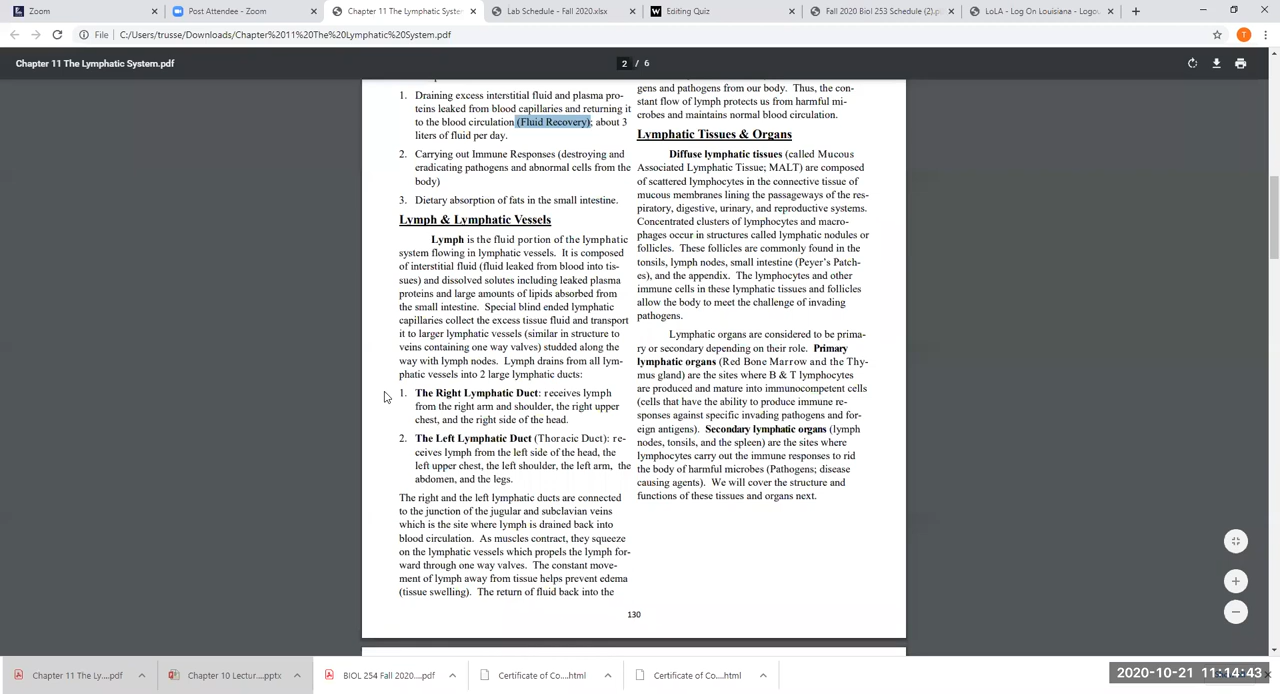 Zoom
Post Attendee - Zoom
Chapter 11 The Lymphatic System
Lab Schedule - Fall 2020.xlsx
Editing Quiz
Fall 2020 Biol 253 Schedule (2).p
LoLA - Log On Louisiana - Logou
File C:/Users/trusse/Downloads/Chapter%2011%20The%20Lymphatic%20System.pdf
T
Chapter 11 The Lymphatic System.pdf
2 / 6
1. Draining excess interstitial fluid and plasma pro-
teins leaked from blood capillaries and returning it
to the blood circulation (Fluid Recovery); about 3
liters of fluid per day.
2. Carrying out Immune Responses (destroying and
eradicating pathogens and abnormal cells from the
body)
3. Dietary absorption of fats in the small intestine.
Lymph & Lymphatic Vessels
Lymph is the fluid portion of the lymphatic
system flowing in lymphatic vessels. It is composed
of interstitial fluid (fluid leaked from blood into tis-
sues) and dissolved solutes including leaked plasma
proteins and large amounts of lipids absorbed from
the small intestine. Special blind ended lymphatic
capillaries collect the excess tissue fluid and transport
it to larger lymphatic vessels (similar in structure to
veins containing one way valves) studded along the
way with lymph nodes. Lymph drains from all lym-
phatic vessels into 2 large lymphatic ducts:
1. The Right Lymphatic Duct: receives lymph
from the right arm and shoulder, the right upper
chest, and the right side of the head.
2. The Left Lymphatic Duct (Thoracic Duct): re-
ceives lymph from the left side of the head, the
left upper chest, the left shoulder, the left arm, the
abdomen, and the legs.
The right and the left lymphatic ducts are connected
to the junction of the jugular and subclavian veins
which is the site where lymph is drained back into
blood circulation. As muscles contract, they squeeze
on the lymphatic vessels which propels the lymph for-
ward through one way valves. The constant move-
ment of lymph away from tissue helps prevent edema
(tissue swelling). The return of fluid back into the
gens and pathogens from our body. Thus, the con-
stant flow of lymph protects us from harmful mi-
crobes and maintains normal blood circulation.
Lymphatic Tissues & Organs
Diffuse lymphatic tissues (called Mucous
Associated Lymphatic Tissue; MALT) are composed
of scattered lymphocytes in the connective tissue of
mucous membranes lining the passageways of the res-
piratory, digestive, urinary, and reproductive systems.
Concentrated clusters of lymphocytes and macro-
phages occur in structures called lymphatic nodules or
follicles. These follicles are commonly found in the
tonsils, lymph nodes, small intestine (Peyer's Patch-
es), and the appendix. The lymphocytes and other
immune cells in these lymphatic tissues and follicles
allow the body to meet the challenge of invading
pathogens.
Lymphatic organs are considered to be prima-
ry or secondary depending on their role. Primary
lymphatic organs (Red Bone Marrow and the Thy-
mus gland) are the sites where B & T lymphocytes
are produced and mature into immunocompetent cells
(cells that have the ability to produce immune re-
sponses against specific invading pathogens and for-
eign antigens). Secondary lymphatic organs (lymph
nodes, tonsils, and the spleen) are the sites where
lymphocytes carry out the immune responses to rid
the body of harmful microbes (Pathogens; disease
causing agents). We will cover the structure and
functions of these tissues and organs next.
130
Chapter 11 The Ly....pdf
Chapter 10 Lectur....pptx
BIOL 254 Fall 2020....pdf
Certificate of Co....html
Certificate of Co....html
2020-10-21 11:14:43